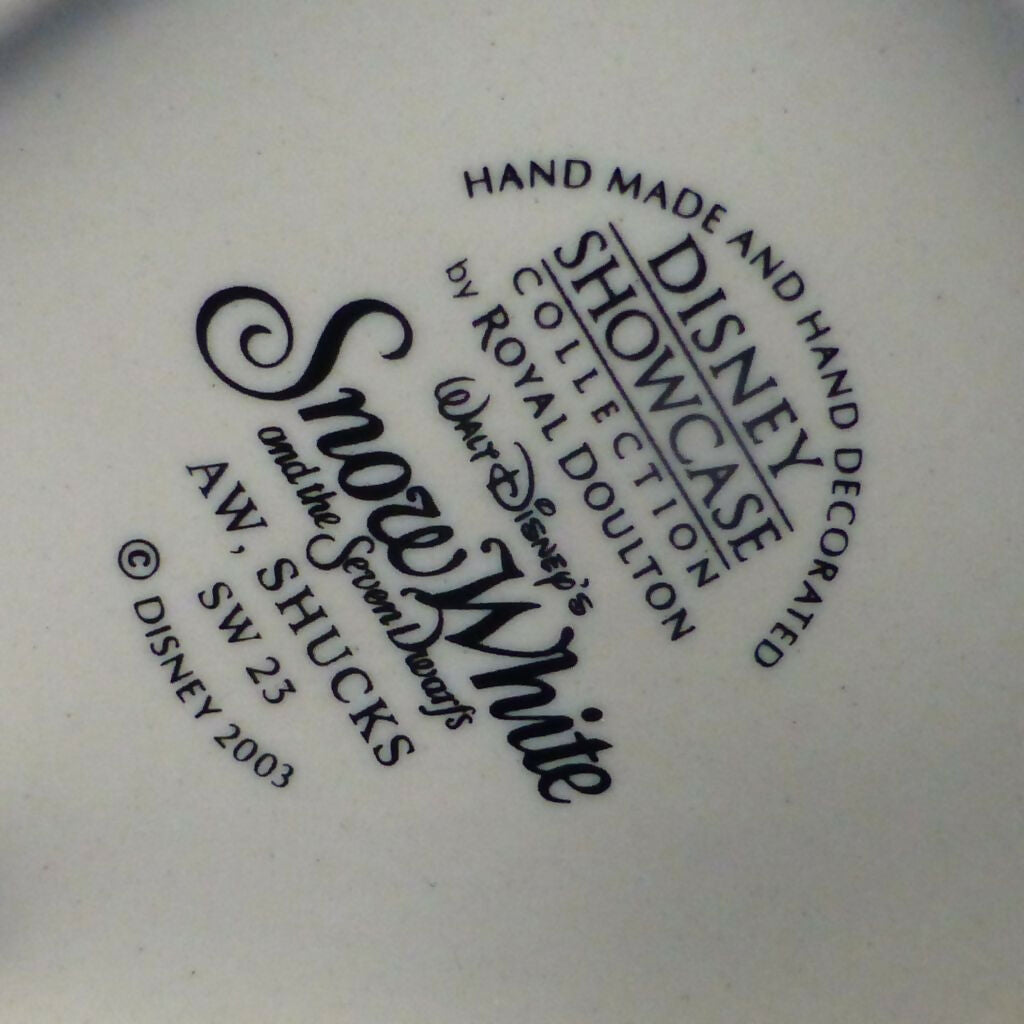 HAND MADE AND HAND DECORATED
DISNEY
SHOWCASE
COLLECTION
by ROYAL DOULTON
WALT DISNEY'S
Snow White
and the Seven Dwarfs
AW, SHUCKS
SW 23
© DISNEY 2003